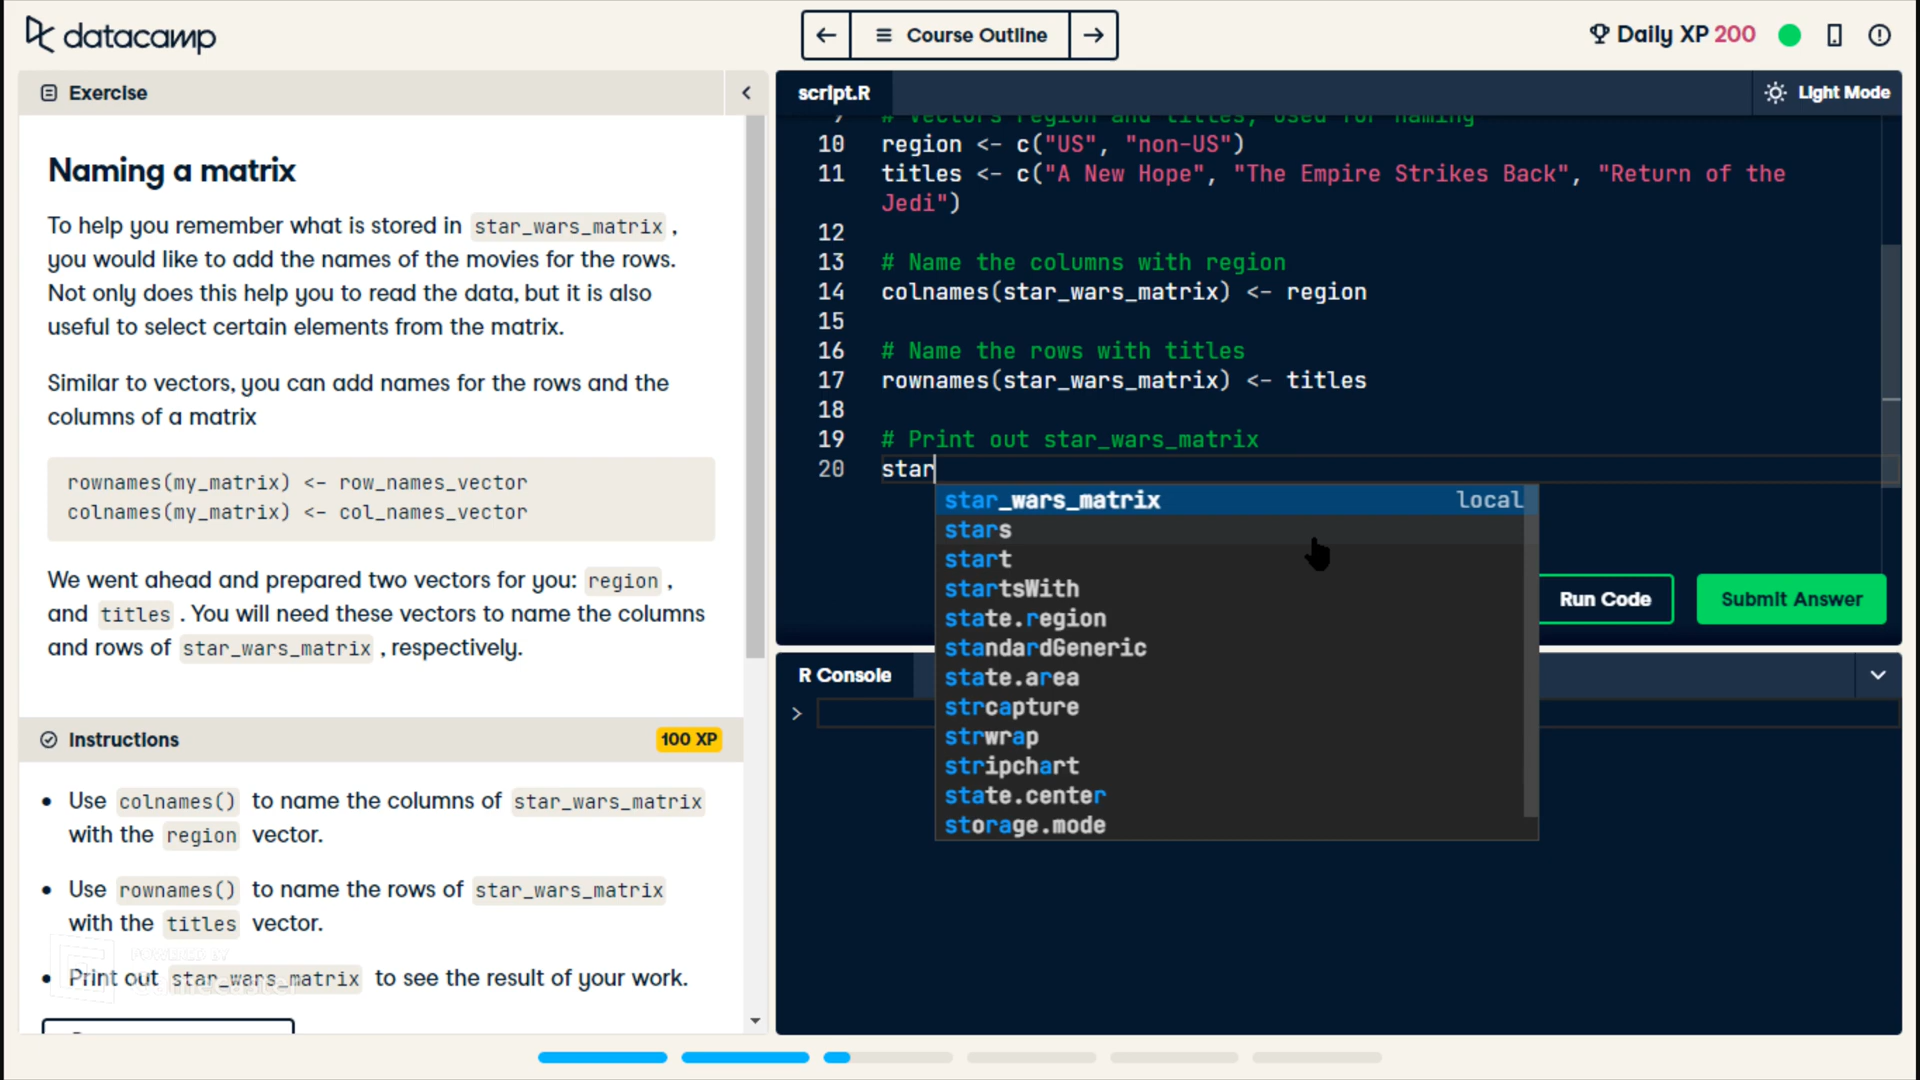 datacamp
Course Outline
Daily XP 200
Exercise
Naming a matrix
To help you remember what is stored in star_wars_matrix ,
you would like to add the names of the movies for the rows.
Not only does this help you to read the data, but it is also
useful to select certain elements from the matrix.
Similar to vectors, you can add names for the rows and the
columns of a matrix
rownames(my_matrix) <- row_names_vector
colnames(my_matrix) <- col_names_vector
We went ahead and prepared two vectors for you: region ,
and titles . You will need these vectors to name the columns
and rows of star_wars_matrix , respectively.
Instructions
100 XP
• Use colnames() to name the columns of star_wars_matrix
with the region vector.
• Use rownames() to name the rows of star_wars_matrix
with the titles vector.
• Print out star_wars_matrix to see the result of your work.
script.R
Light Mode
9 # Vectors region and titles, used for naming
10 region <- c("US", "non-US")
11 titles <- c("A New Hope", "The Empire Strikes Back", "Return of the
Jedi")
12
13 # Name the columns with region
14 colnames(star_wars_matrix) <- region
15
16 # Name the rows with titles
17 rownames(star_wars_matrix) <- titles
18
19 # Print out star_wars_matrix
20 star
star_wars_matrix local
stars
start
startsWith
state.region
standardGeneric
state.area
strcapture
strwrap
stripchart
state.center
storage.mode
Run Code
Submit Answer
R Console
>